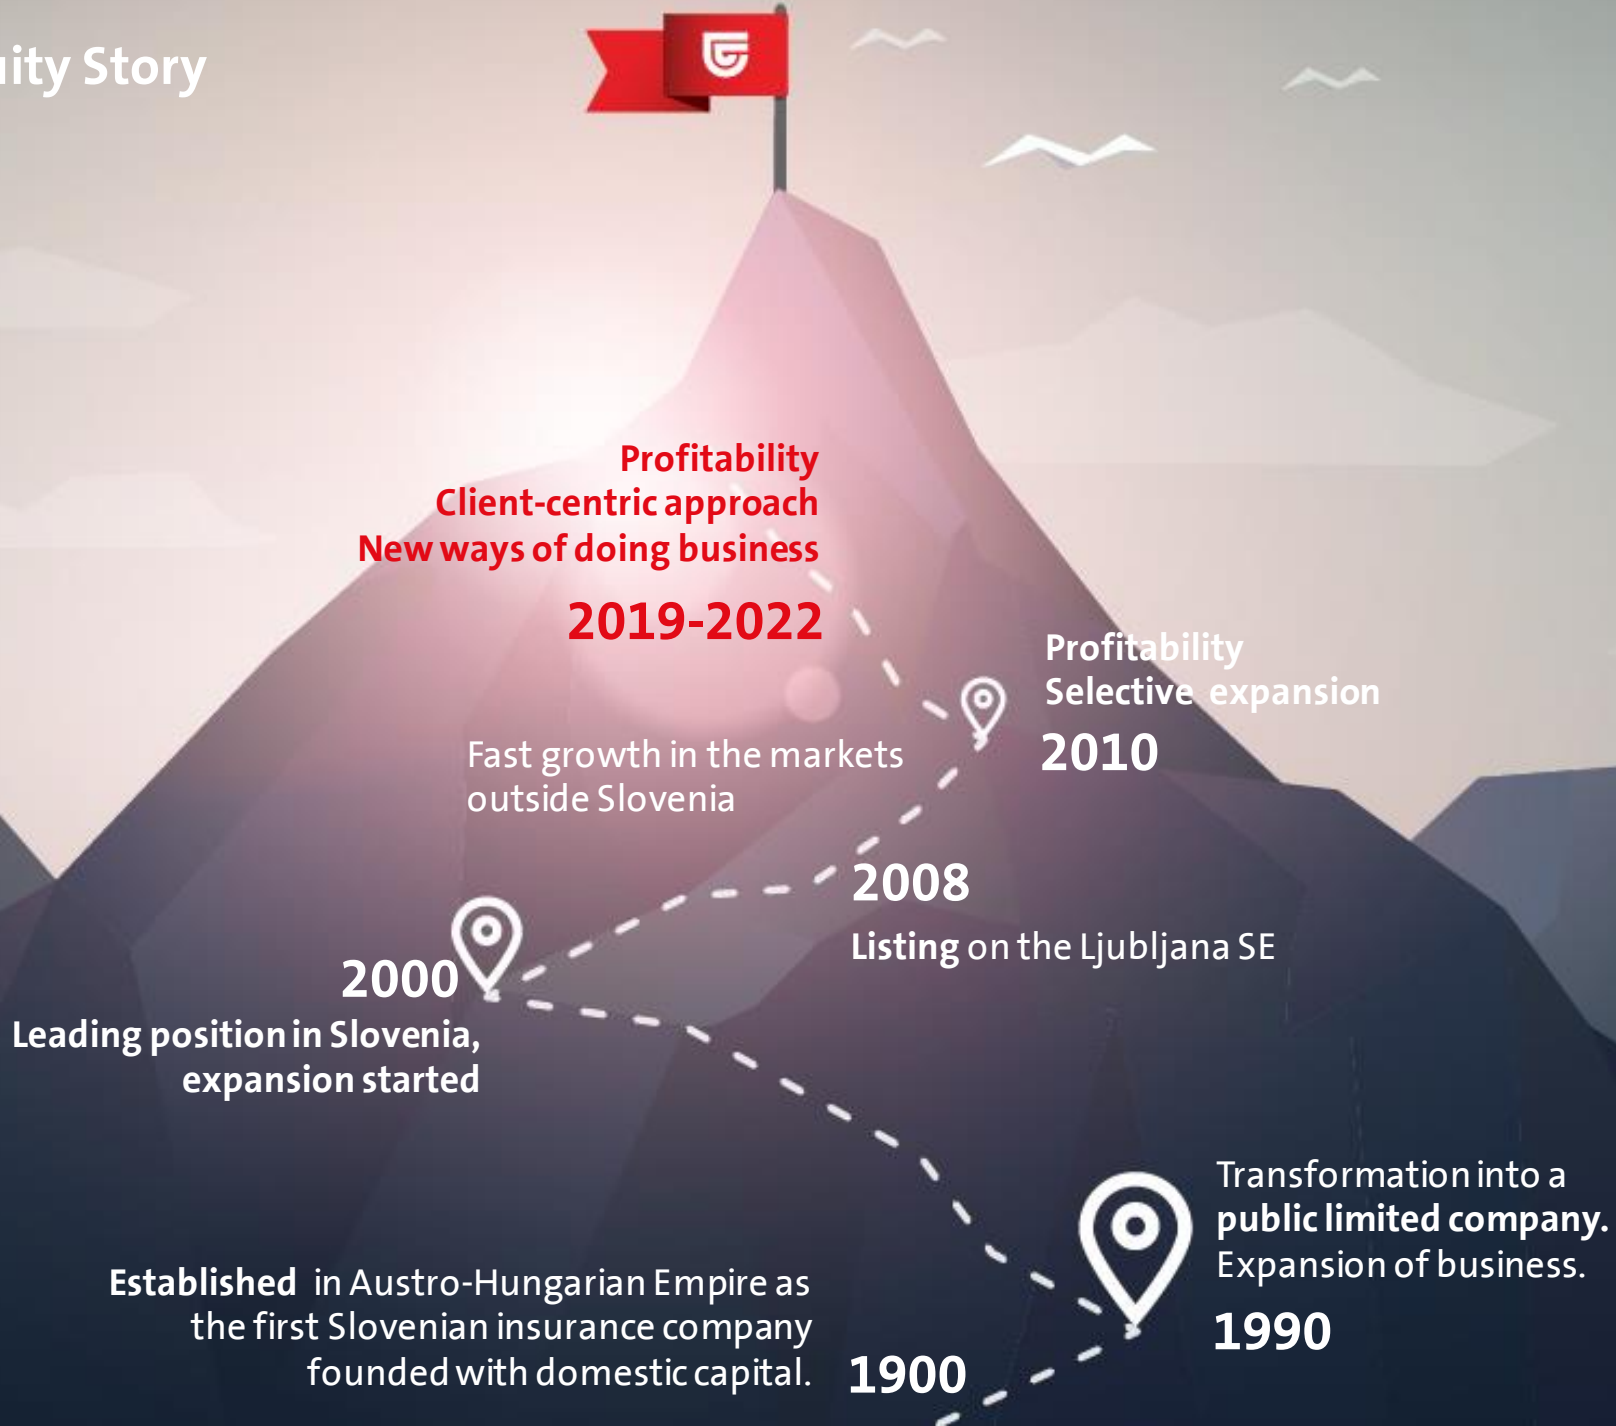 Story
Profitability
Client-centric approach
New ways of doing business
2019-2022
Profitability
Selective expansion
2010
Fast growth in the markets
outside Slovenia
2008
Listing on the Ljubljana SE
2000
Leading position in Slovenia,
expansion started
Transformation into a
public limited company.
Expansion of business.
1990
Established in Austro-Hungarian Empire as
the first Slovenian insurance company
founded with domestic capital.
1900